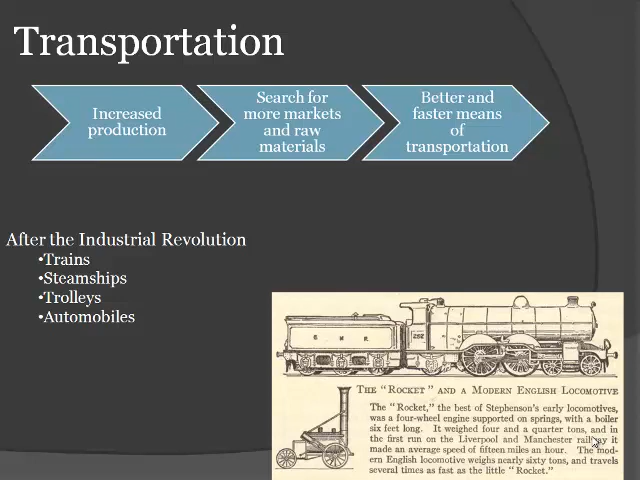 Transportation
Increased
production
Search for
more markets
and raw
materials
Better and
faster means
of
transportation
After the Industrial Revolution
•Trains
•Steamships
•Trolleys
•Automobiles
252
THE "ROCKET" AND A MODERN ENGLISH LOCOMOTIVE
The "Rocket," the best of Stephenson's early locomotives,
was a four-wheel engine supported on springs, with a boiler
six feet long. It weighed four and a quarter tons, and in
the first run on the Liverpool and Manchester railway it
made an average speed of fifteen miles an hour. The mod-
ern English locomotive weighs nearly sixty tons, and travels
several times as fast as the little "Rocket."